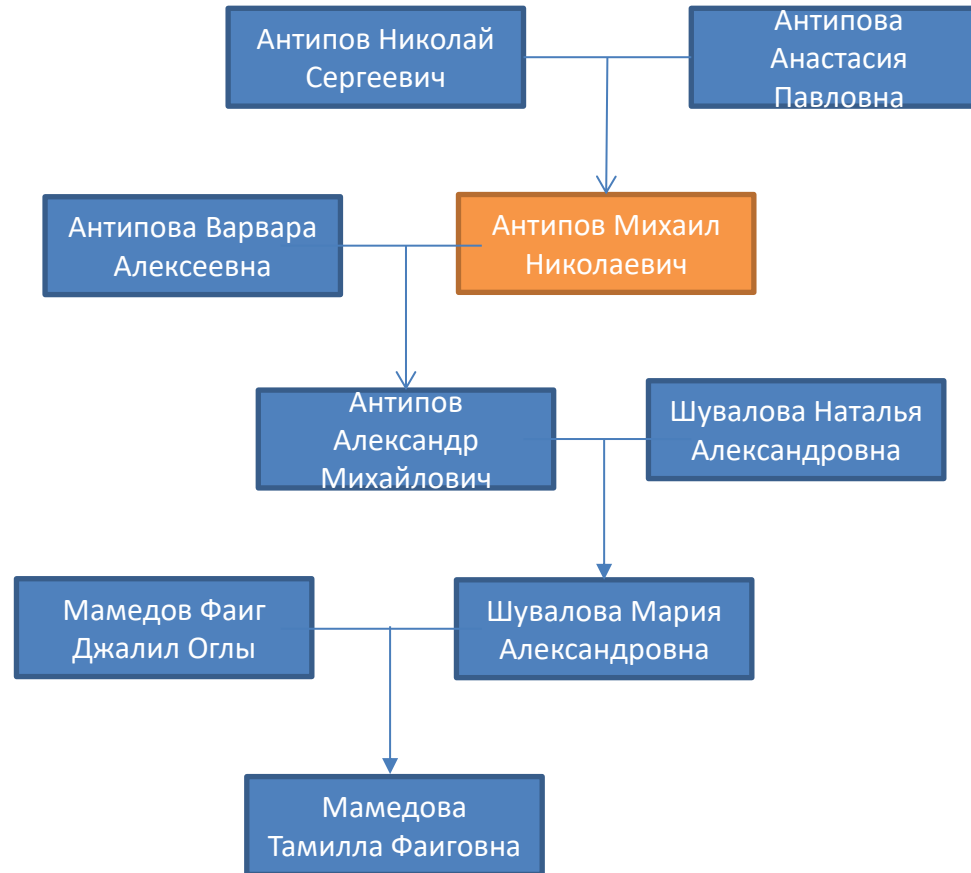 Антипов Николай
Сергеевич
Антипова
Анастасия
Павловна
Антипова Варвара
Алексеевна
Антипов Михаил
Николаевич
Антипов
Александр
Михайлович
Шувалова Наталья
Александровна
Мамедов Фаиг
Джалил Оглы
Шувалова Мария
Александровна
Мамедова
Тамилла Фаиговна